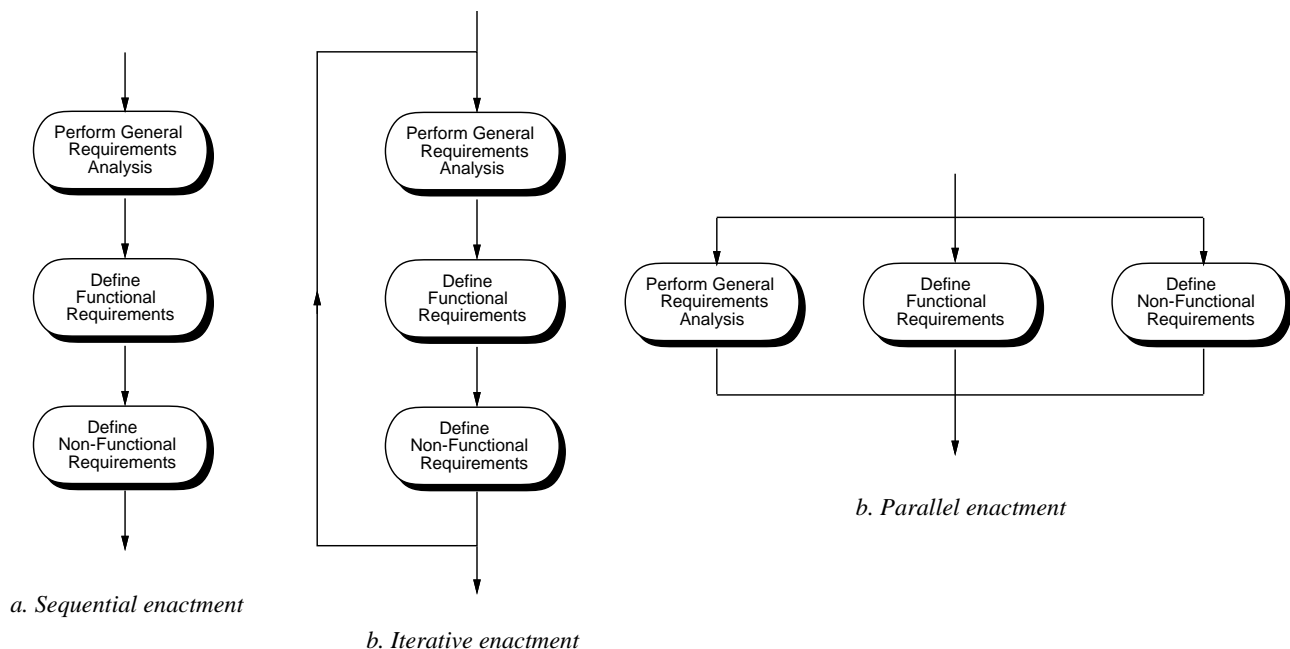 Perform General
Requirements
Analysis
Define
Functional
Requirements
Define
Non-Functional
Requirements
a. Sequential enactment
Perform General
Requirements
Analysis
Define
Functional
Requirements
Define
Non-Functional
Requirements
b. Iterative enactment
Perform General
Requirements
Analysis
Define
Functional
Requirements
Define
Non-Functional
Requirements
b. Parallel enactment